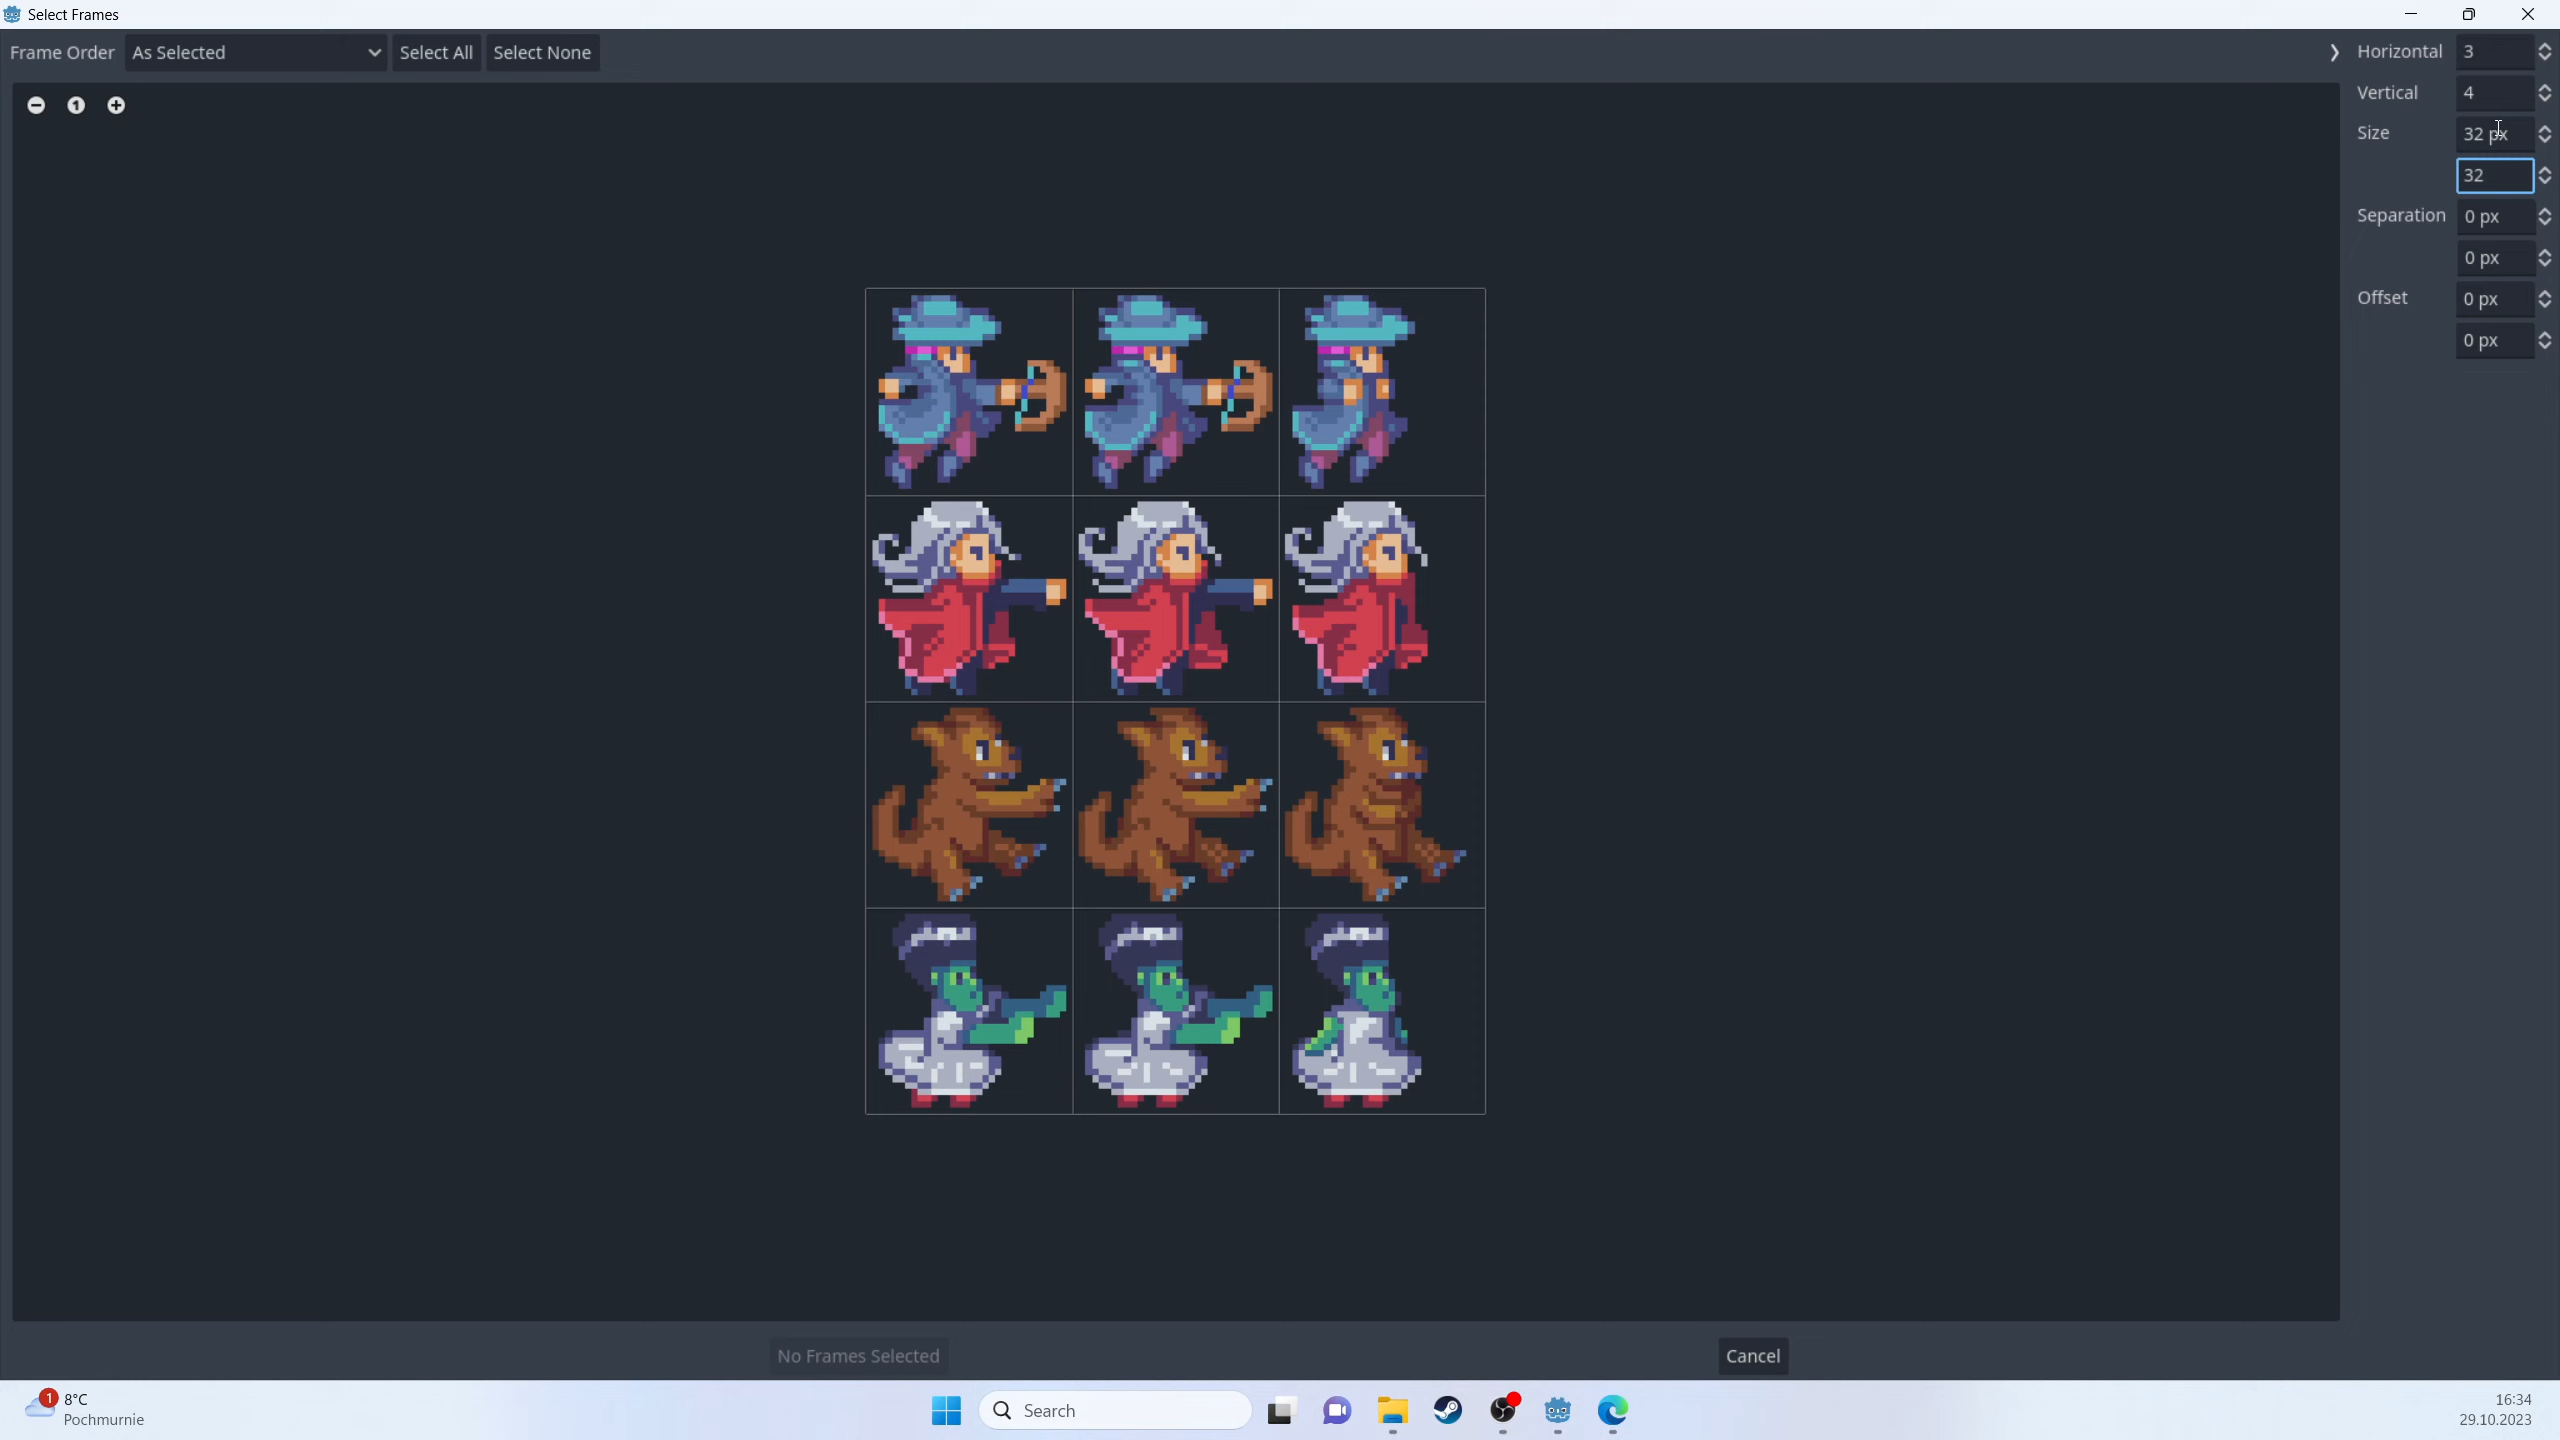 Select Frames
Frame Order As Selected Select All Select None
Horizontal 3
Vertical 4
Size 32 px
32
Separation 0 px
0 px
Offset 0 px
0 px
1
No Frames Selected Cancel
1 8°C
Pochmurnie
Search
16:34
29.10.2023